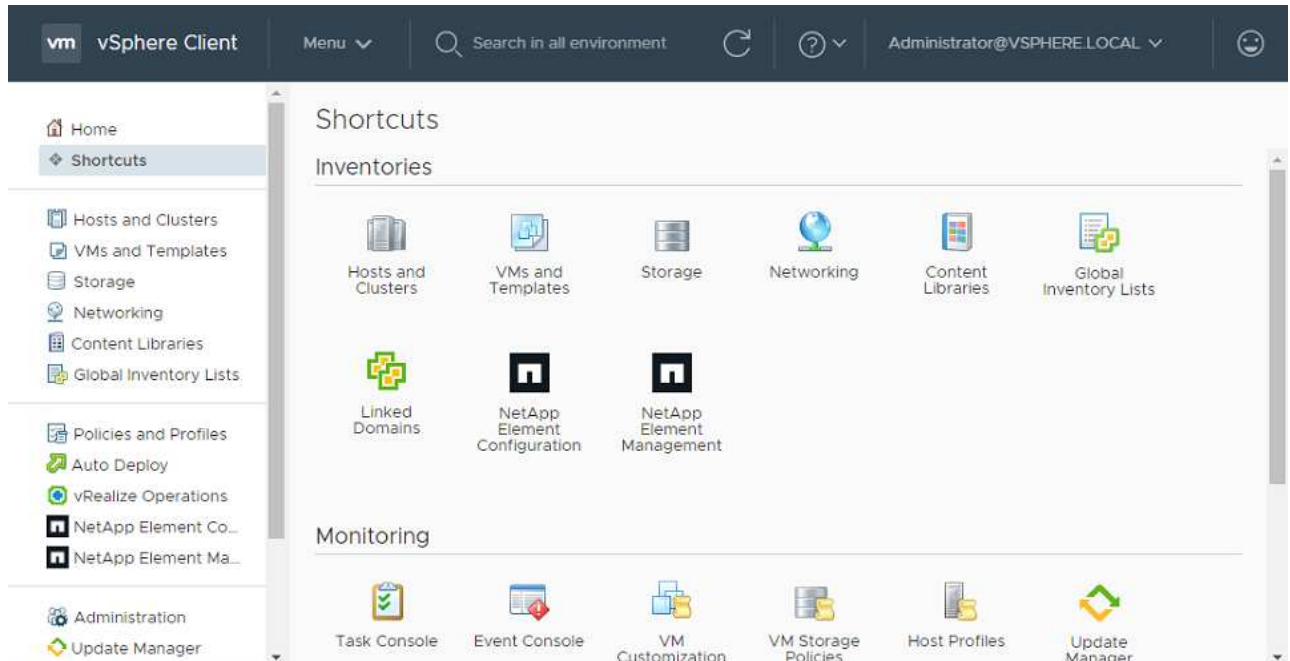 vm vSphere Client Menu Search in all environment Administrator@VSPHERE.LOCAL
Home
Shortcuts
Hosts and Clusters
VMs and Templates
Storage
Networking
Content Libraries
Global Inventory Lists
Policies and Profiles
Auto Deploy
vRealize Operations
NetApp Element Co...
NetApp Element Ma...
Administration
Update Manager
Shortcuts
Inventories
Hosts and
Clusters
VMs and
Templates
Storage
Networking
Content
Libraries
Global
Inventory Lists
Linked
Domains
NetApp
Element
Configuration
NetApp
Element
Management
Monitoring
Task Console
Event Console
VM
Customization
VM Storage
Policies
Host Profiles
Update
Manager